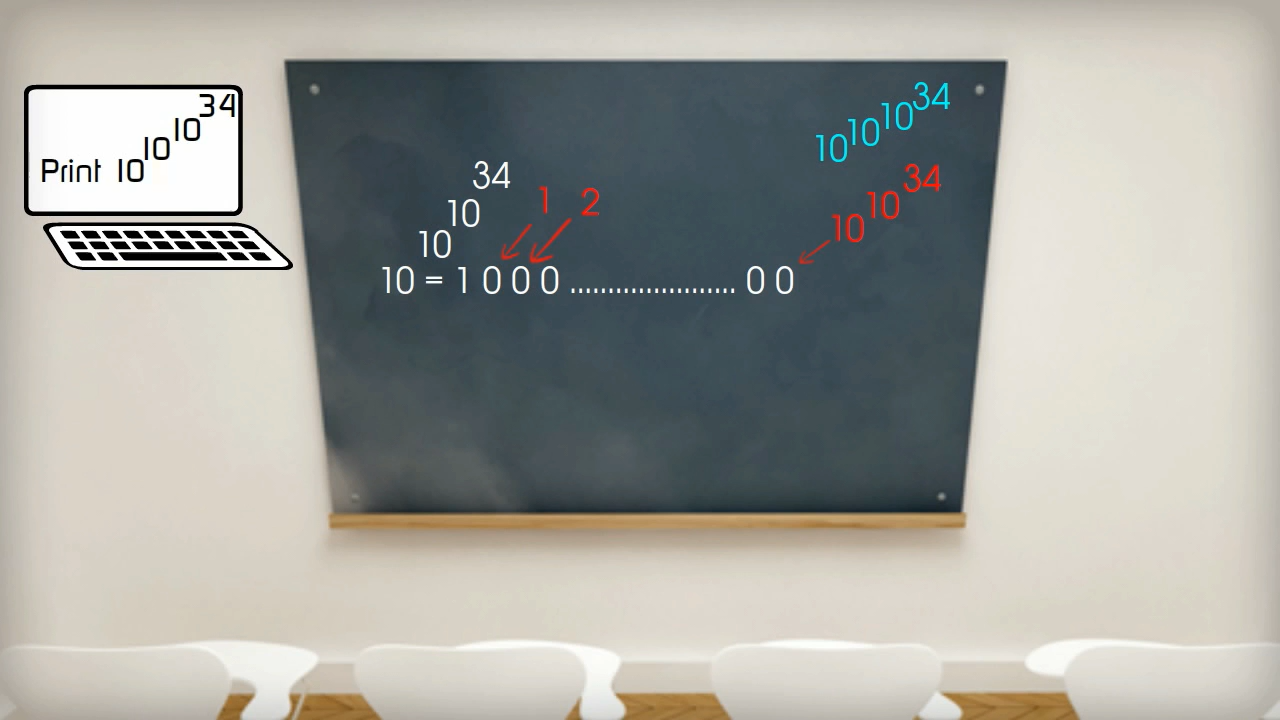 Print 10^10^10^34
10^10^10^34
10^10^10^34 = 1 0 0 0 ...................... 0 0
1
2
10^10^34